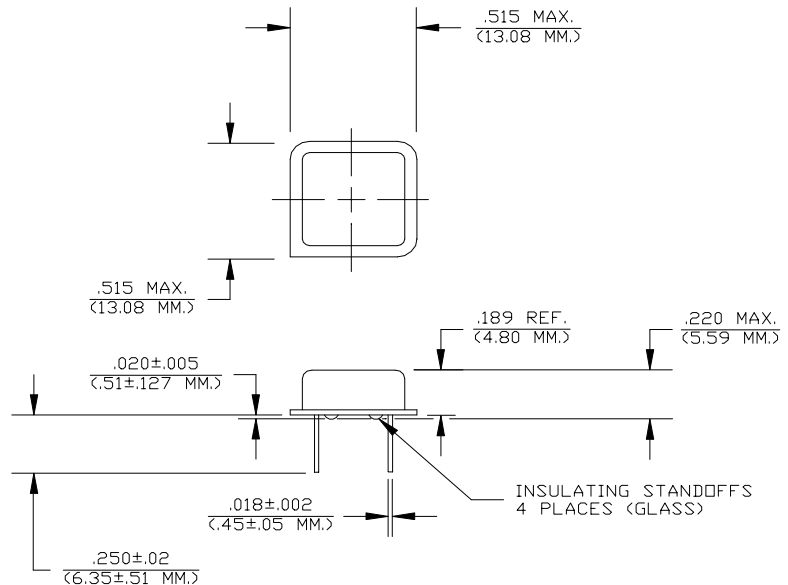 .515 MAX.
(13.08 MM.)
.515 MAX.
(13.08 MM.)
.189 REF.
(4.80 MM.)
.220 MAX.
(5.59 MM.)
.020±.005
(.51±.127 MM.)
.018±.002
(.45±.05 MM.)
INSULATING STANDOFFS
4 PLACES (GLASS)
.250±.02
(6.35±.51 MM.)